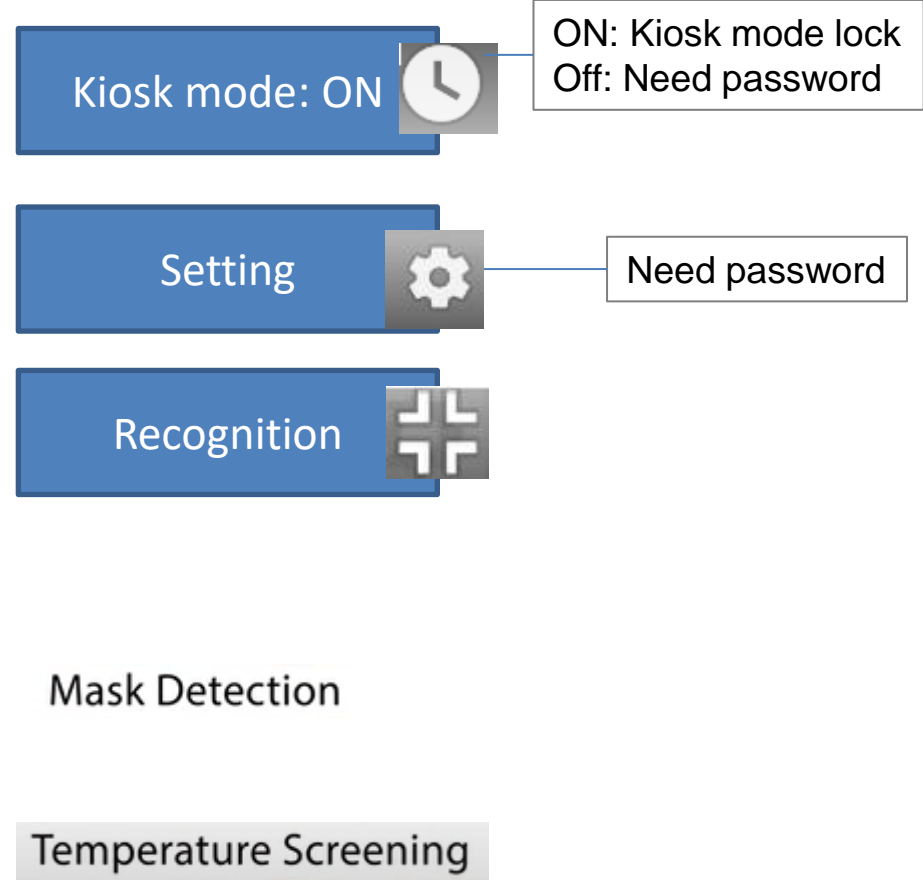 Kiosk mode: ON
ON: Kiosk mode lock
Off: Need password
Setting
Need password
Recognition
Mask Detection
Temperature Screening